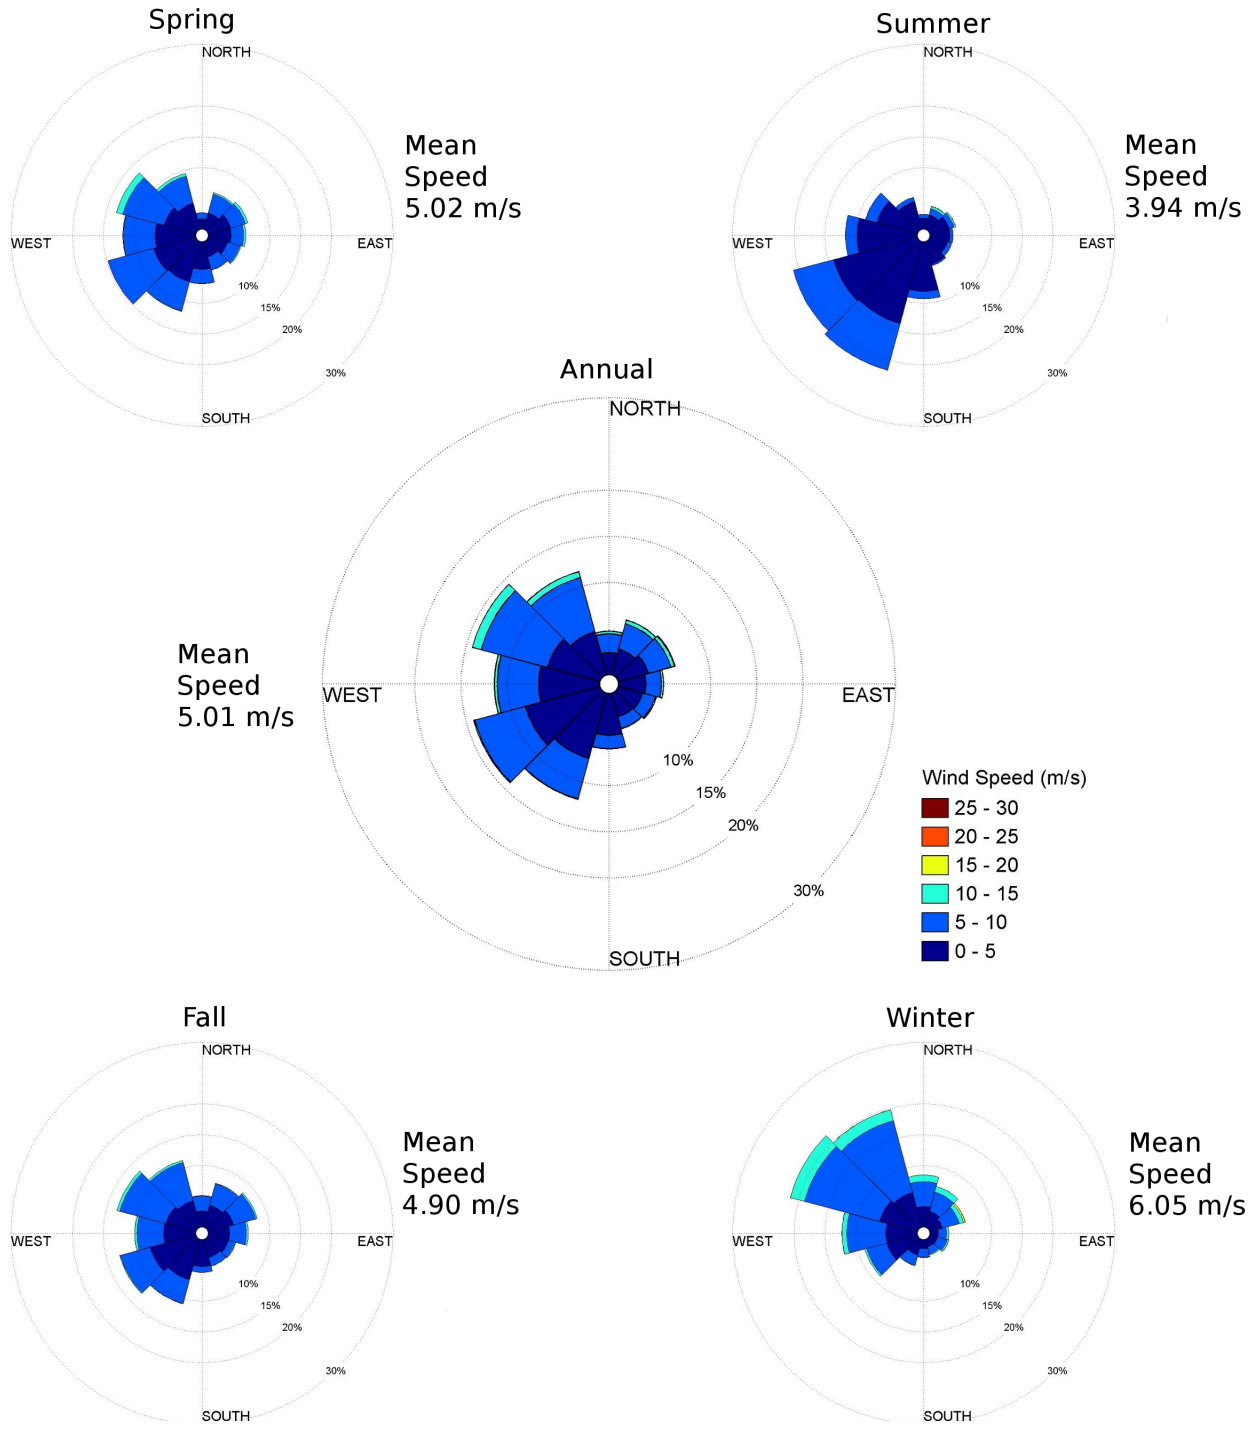 Spring
NORTH
WEST
EAST
SOUTH
10%
15%
20%
30%
Mean
Speed
5.02 m/s
Summer
NORTH
WEST
EAST
SOUTH
10%
15%
20%
30%
Mean
Speed
3.94 m/s
Annual
NORTH
WEST
EAST
SOUTH
10%
15%
20%
30%
Mean
Speed
5.01 m/s
Wind Speed (m/s)
25 - 30
20 - 25
15 - 20
10 - 15
5 - 10
0 - 5
Fall
NORTH
WEST
EAST
SOUTH
10%
15%
20%
30%
Mean
Speed
4.90 m/s
Winter
NORTH
WEST
EAST
SOUTH
10%
15%
20%
30%
Mean
Speed
6.05 m/s